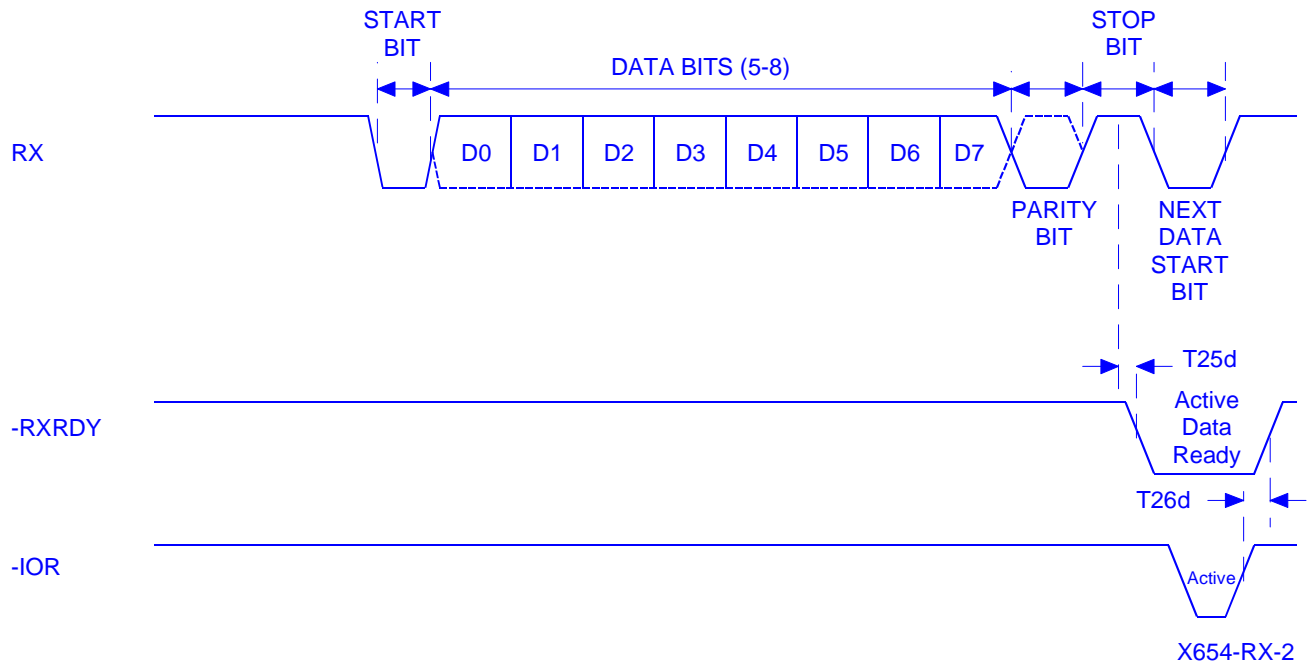 START
BIT
STOP
BIT
DATA BITS (5-8)
RX
D0 D1 D2 D3 D4 D5 D6 D7
PARITY
BIT
NEXT
DATA
START
BIT
T25d
-RXRDY
Active
Data
Ready
T26d
-IOR
Active
X654-RX-2